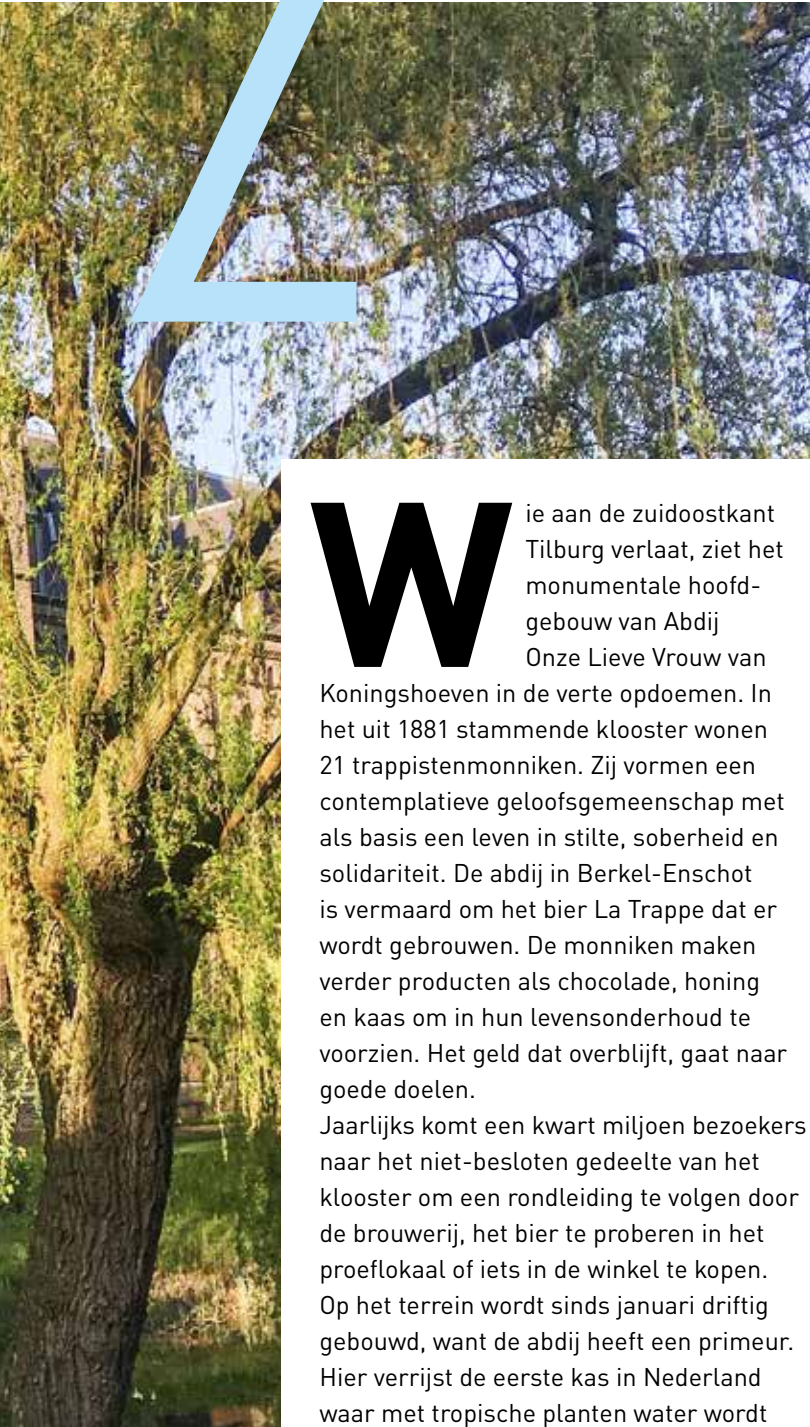 Wie aan de zuidoostkant
Tilburg verlaat, ziet het
monumentale hoofd-
gebouw van Abdij
Onze Lieve Vrouw van
Koningshoeven in de verte opdoemen. In
het uit 1881 stammende klooster wonen
21 trappistenmonniken. Zij vormen een
contemplatieve geloofsgemeenschap met
als basis een leven in stilte, soberheid en
solidariteit. De abdij in Berkel-Enschot
is vermaard om het bier La Trappe dat er
wordt gebrouwen. De monniken maken
verder producten als chocolade, honing
en kaas om in hun levensonderhoud te
voorzien. Het geld dat overblijft, gaat naar
goede doelen.
Jaarlijks komt een kwart miljoen bezoekers
naar het niet-besloten gedeelte van het
klooster om een rondleiding te volgen door
de brouwerij, het bier te proberen in het
proeflokaal of iets in de winkel te kopen.
Op het terrein wordt sinds januari driftig
gebouwd, want de abdij heeft een primeur.
Hier verrijst de eerste kas in Nederland
waar met tropische planten water wordt